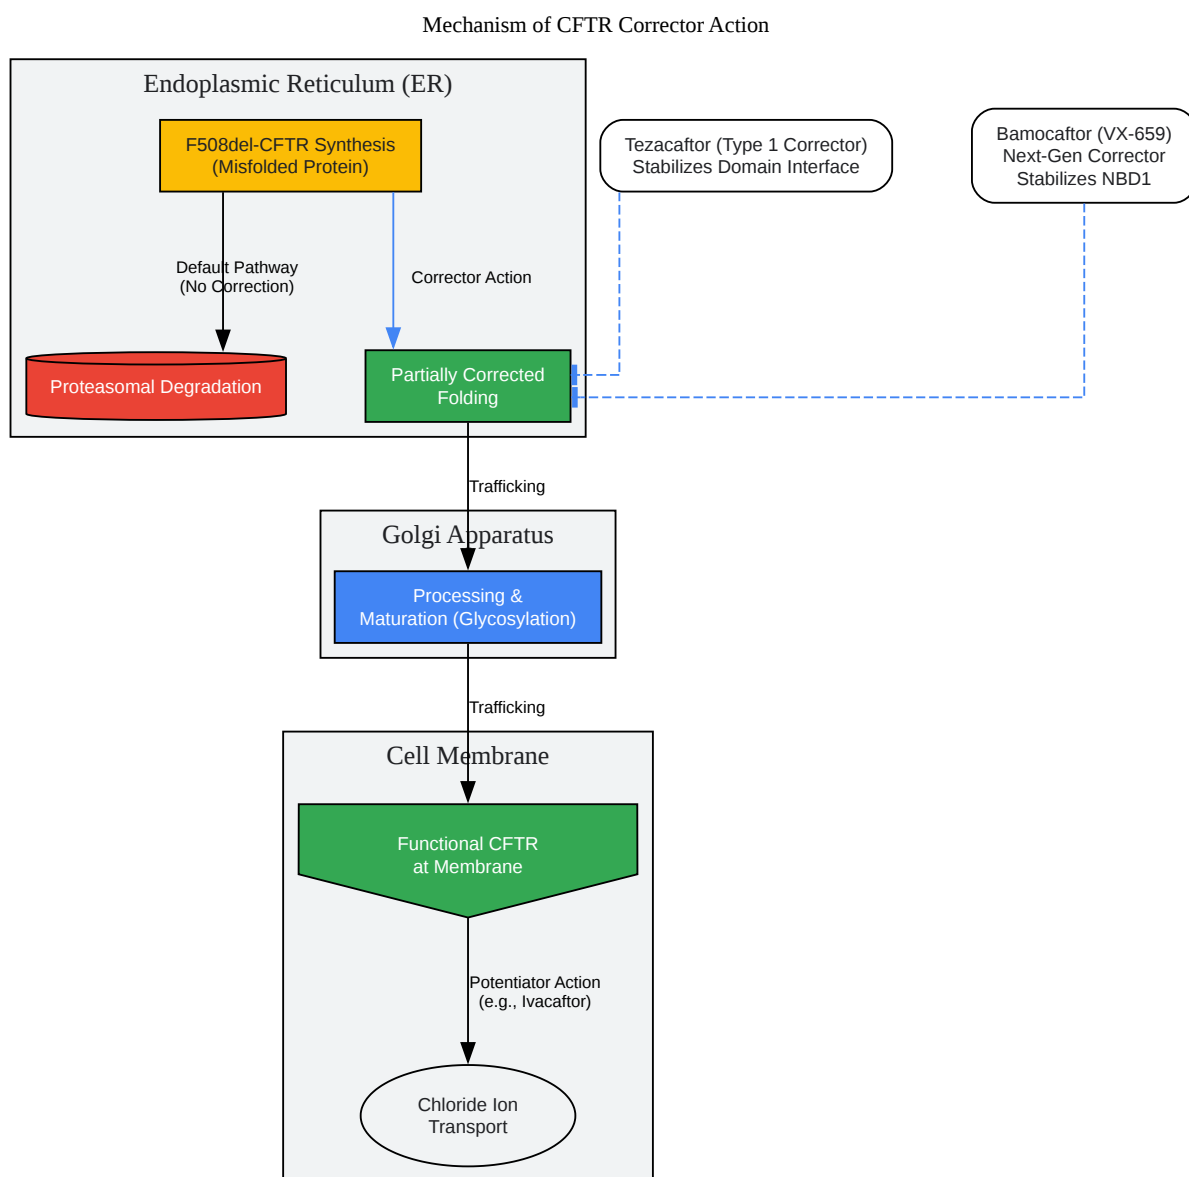 Mechanism of CFTR Corrector Action
Endoplasmic Reticulum (ER)
F508del-CFTR Synthesis
(Misfolded Protein)
Tezacaftor (Type 1 Corrector)
Stabilizes Domain Interface
Bamocaftor (VX-659)
Next-Gen Corrector
Stabilizes NBD1
Default Pathway
(No Correction)
Corrector Action
Proteasomal Degradation
Partially Corrected
Folding
Trafficking
Golgi Apparatus
Processing &
Maturation (Glycosylation)
Trafficking
Cell Membrane
Functional CFTR
at Membrane
Potentiator Action
(e.g., Ivacaftor)
Chloride Ion
Transport